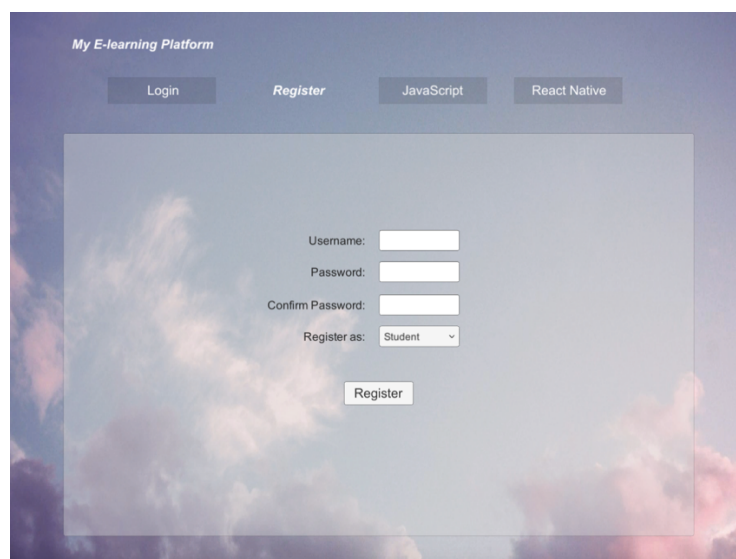 My E-learning Platform
Login Register JavaScript React Native
Username:
Password:
Confirm Password:
Register as: Student
Register